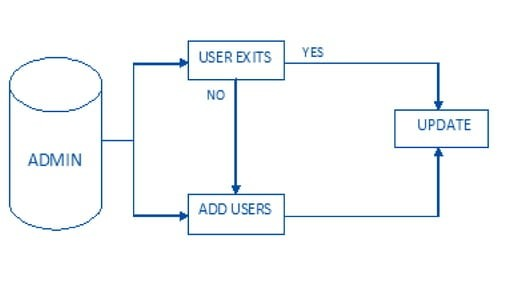 USER EXITS
YES
NO
UPDATE
ADMIN
ADD USERS